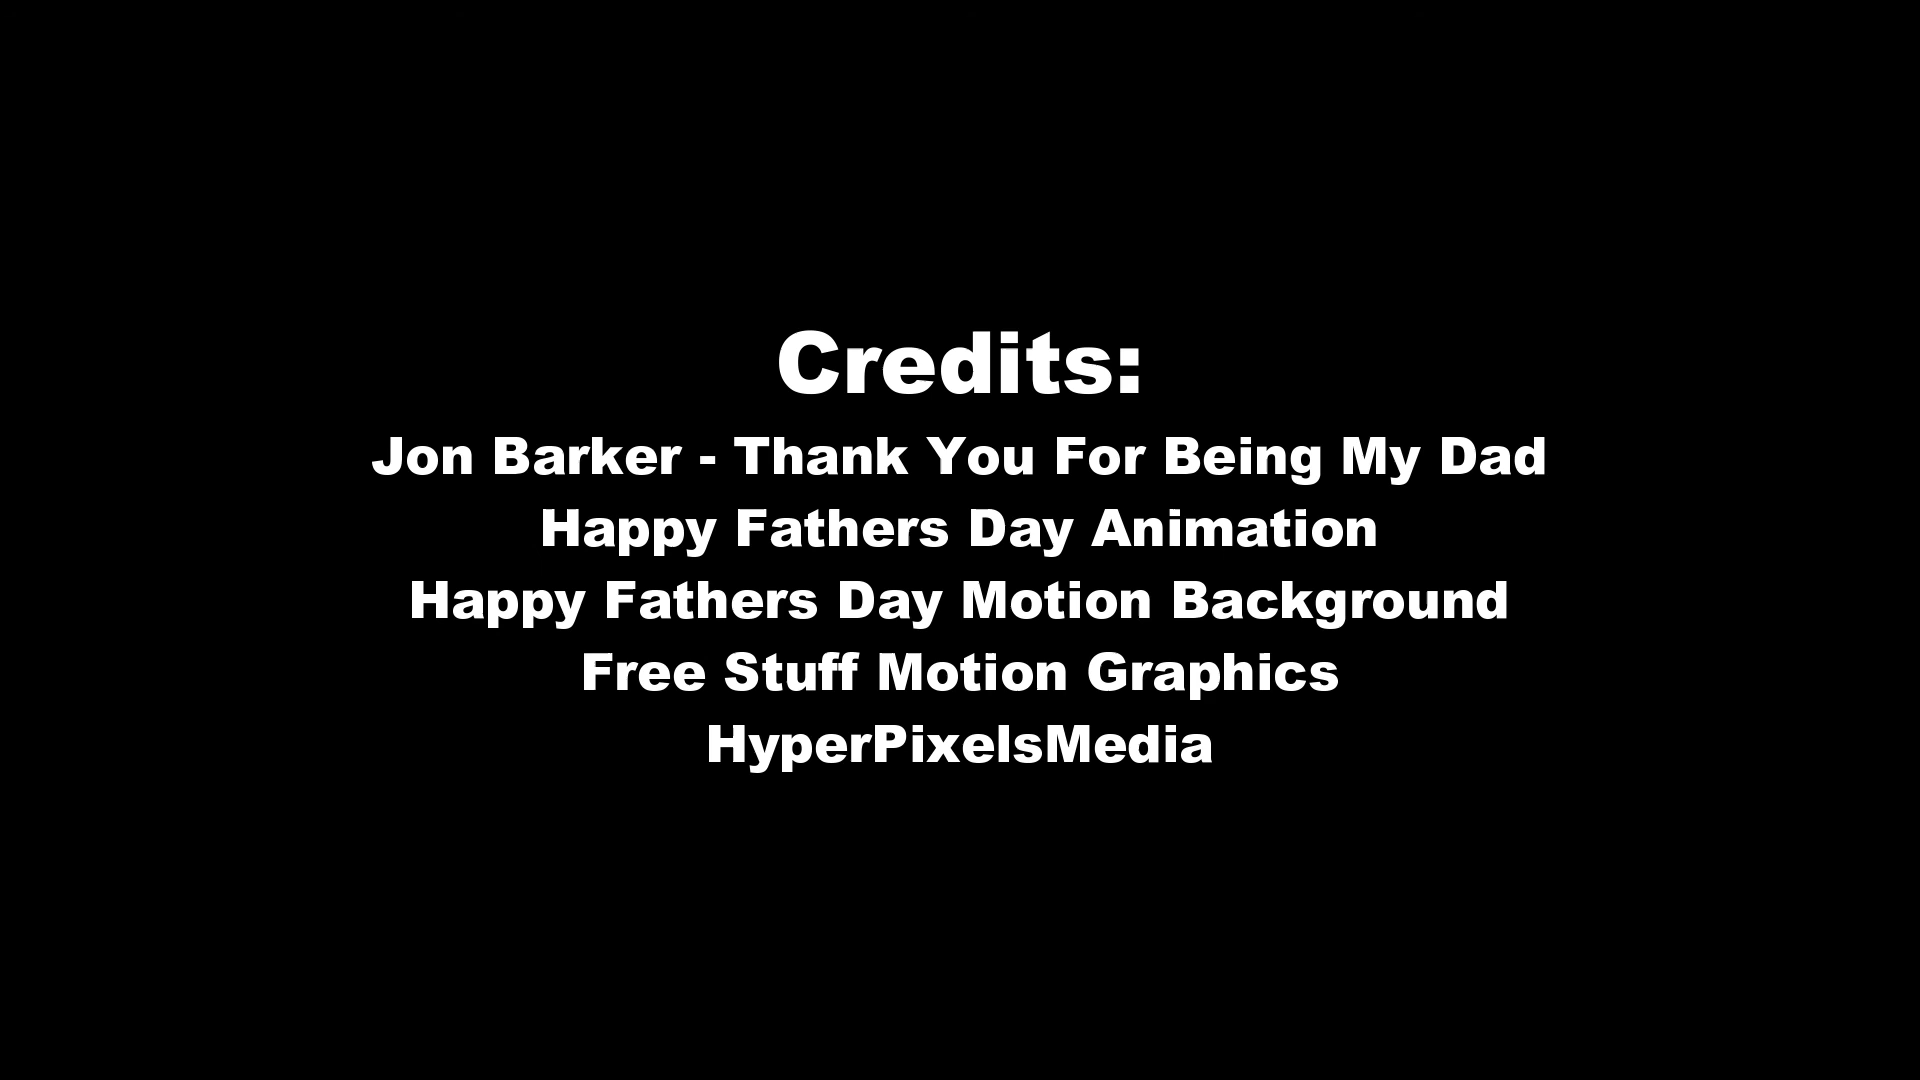 Credits:
Jon Barker - Thank You For Being My Dad
Happy Fathers Day Animation
Happy Fathers Day Motion Background
Free Stuff Motion Graphics
HyperPixelsMedia